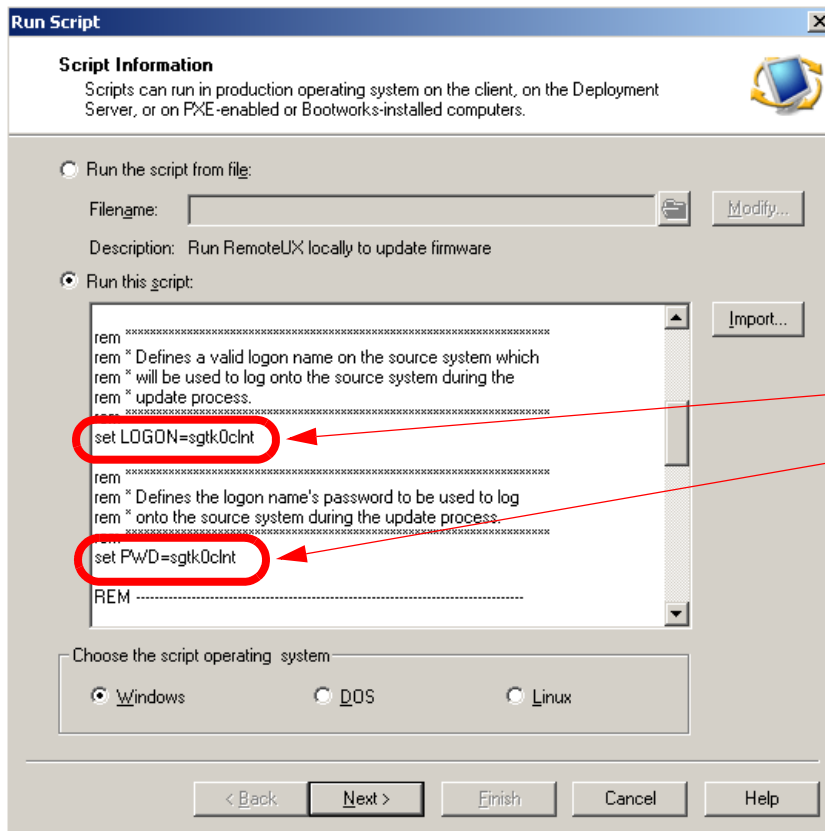 Run Script
Script Information
Scripts can run in production operating system on the client, on the Deployment
Server, or on PXE-enabled or Bootworks-installed computers.
Run the script from file:
Filename:
Modify...
Description: Run RemoteUX locally to update firmware
Run this script:
Import...
rem **********************************************************************
rem * Defines a valid logon name on the source system which
rem * will be used to log onto the source system during the
rem * update process.
rem **********************************************************************
set LOGON=sgtk0clnt
rem **********************************************************************
rem * Defines the logon name's password to be used to log
rem * onto the source system during the update process.
rem **********************************************************************
set PWD=sgtk0clnt
REM -----------------------------------------------------------------------------------
Choose the script operating system
Windows
DOS
Linux
< Back
Next >
Finish
Cancel
Help